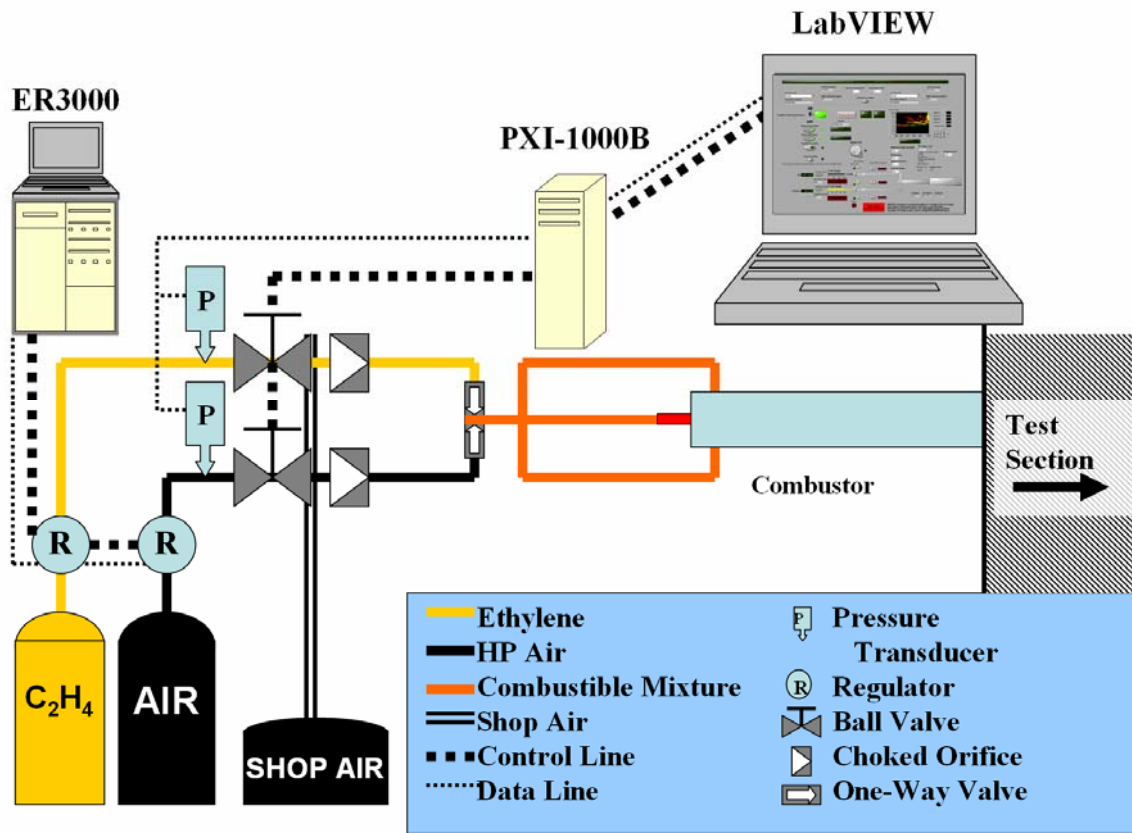 LabVIEW
ER3000
PXI-1000B
P
P
Test
Section
Combustor
R
R
C₂H₄
AIR
SHOP AIR
Ethylene
HP Air
Combustible Mixture
Shop Air
Control Line
Data Line
P
Pressure
Transducer
R
Regulator
Ball Valve
Choked Orifice
One-Way Valve